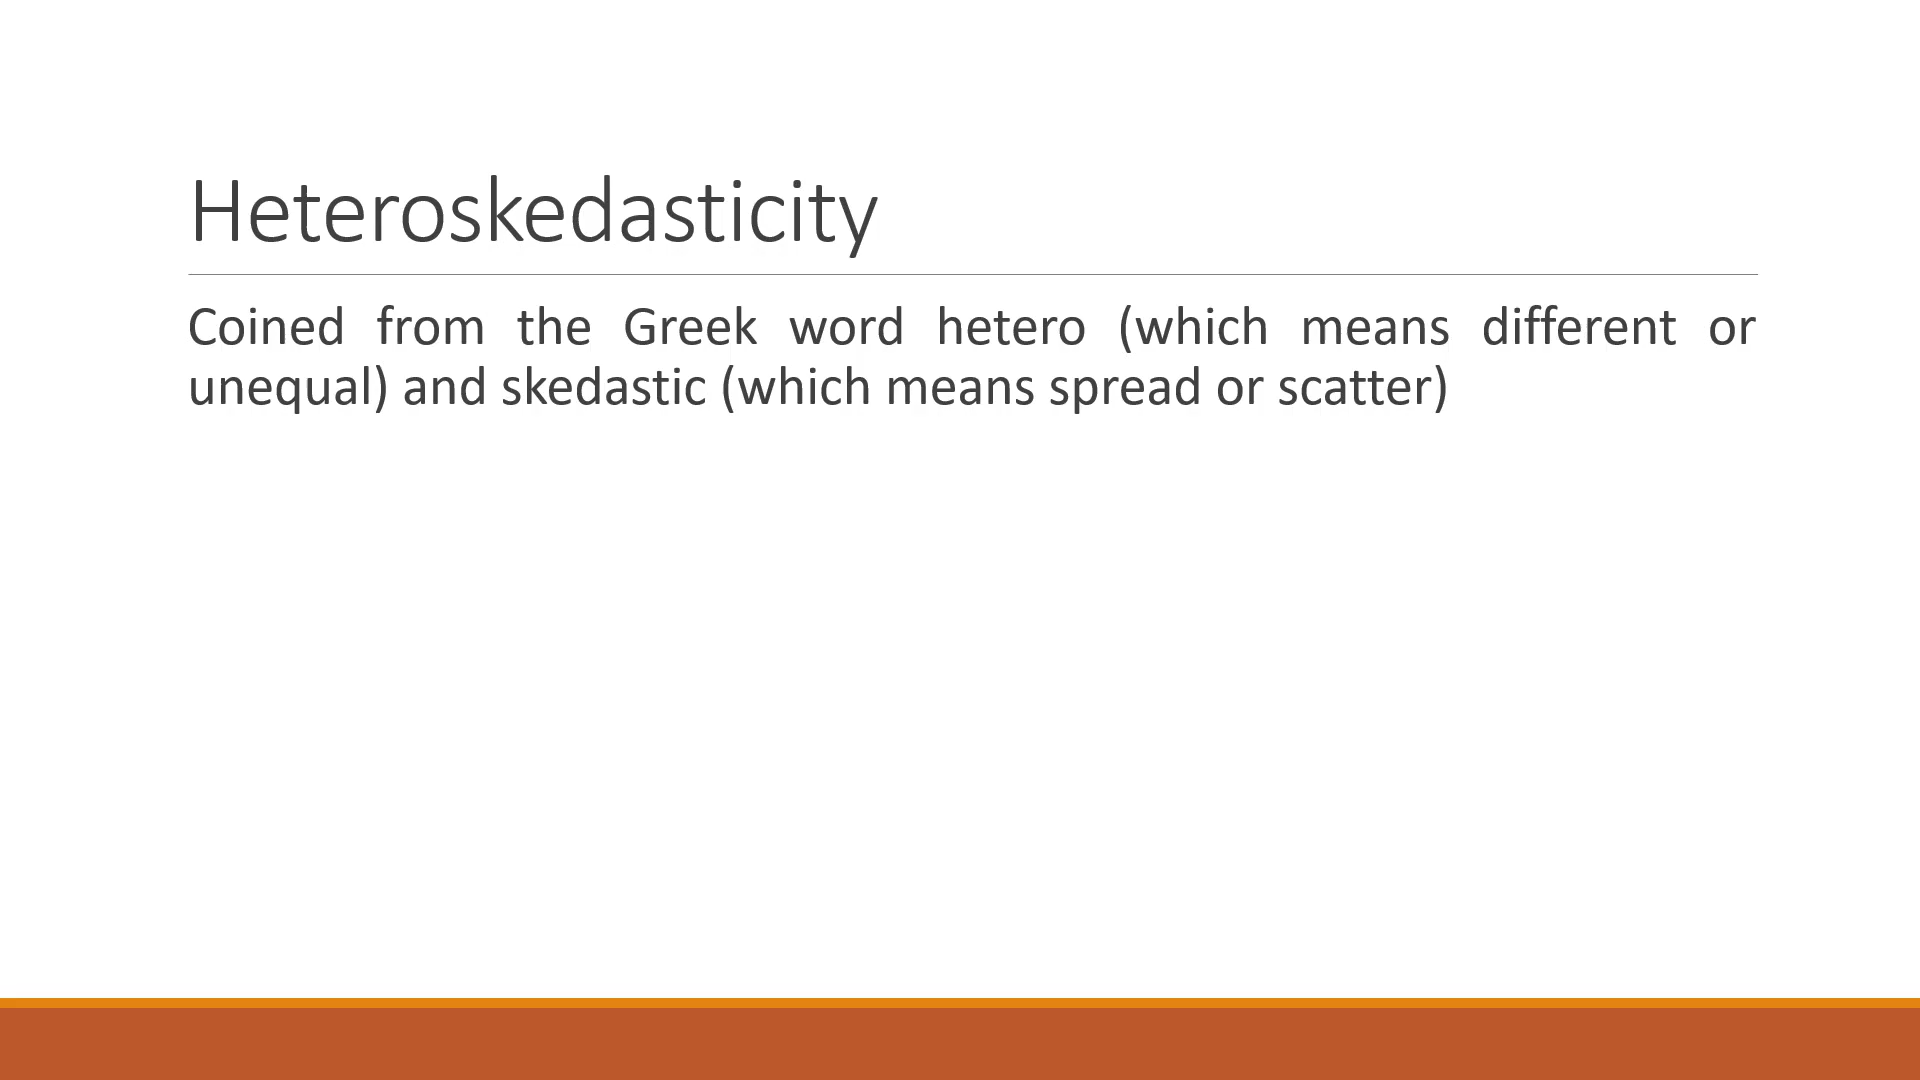 Heteroskedasticity
Coined from the Greek word hetero (which means different or
unequal) and skedastic (which means spread or scatter)